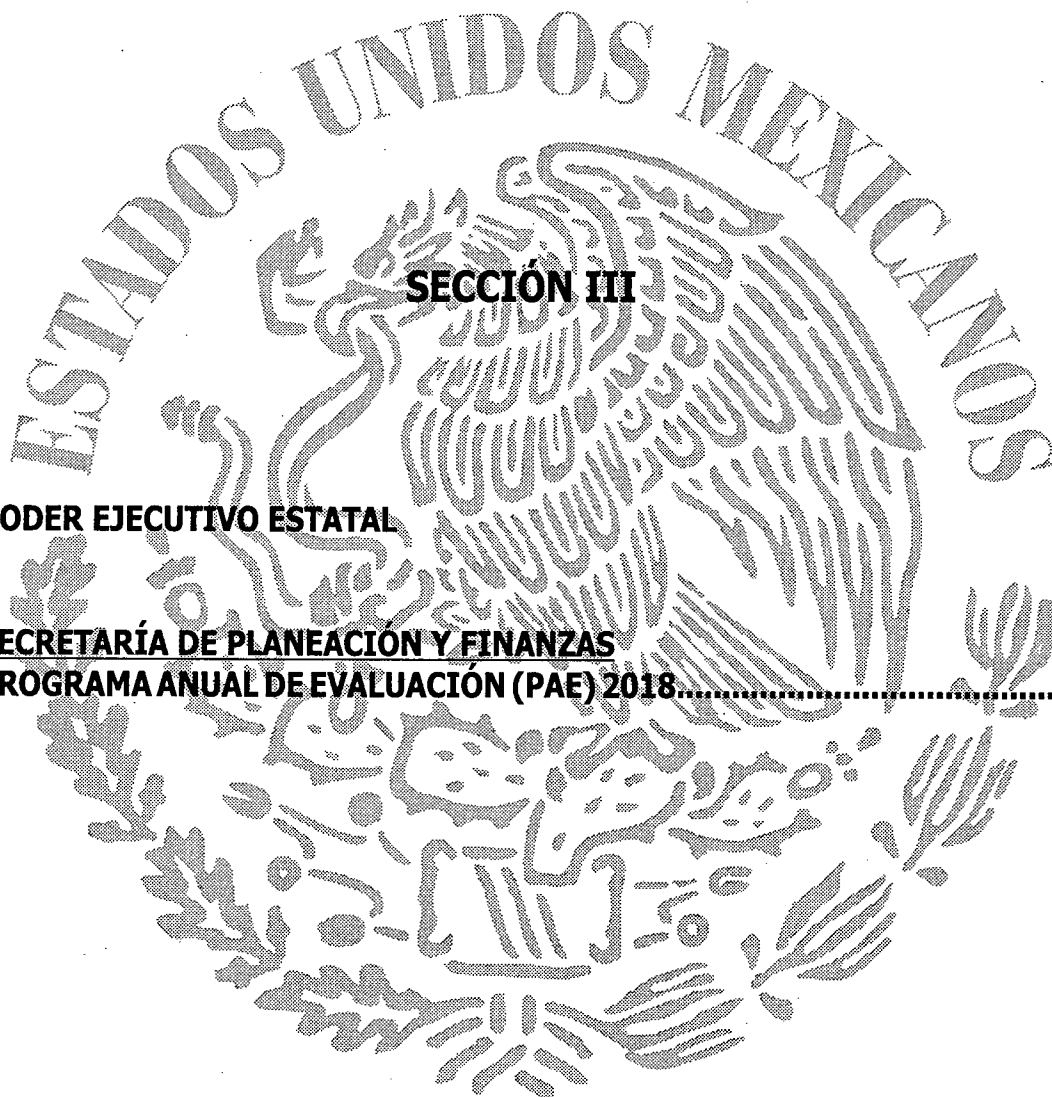 ESTADOS UNIDOS MEXICANOS
SECCIÓN III
ODER EJECUTIVO ESTATAL
ECRETARÍA DE PLANEACIÓN Y FINANZAS
ROGRAMA ANUAL DE EVALUACIÓN (PAE) 2018